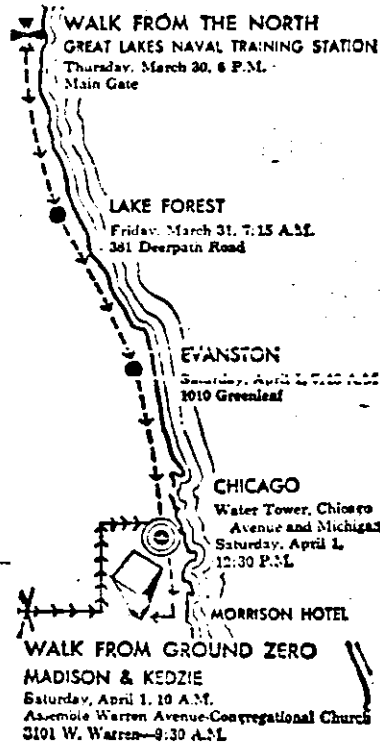 WALK FROM THE NORTH
GREAT LAKES NAVAL TRAINING STATION
Thursday, March 30, 6 P.M.
Main Gate
LAKE FOREST
Friday, March 31, 7:15 A.M.
361 Deerpath Road
EVANSTON
Saturday, April 1,
1010 Greenleaf
CHICAGO
Water Tower, Chicago
Avenue and Michigan
Saturday, April 1,
12:30 P.M.
MORRISON HOTEL
WALK FROM GROUND ZERO
MADISON & KEDZIE
Saturday, April 1, 10 A.M.
Assemble Warren Avenue Congregational Church
3101 W. Warren—9:30 A.M.